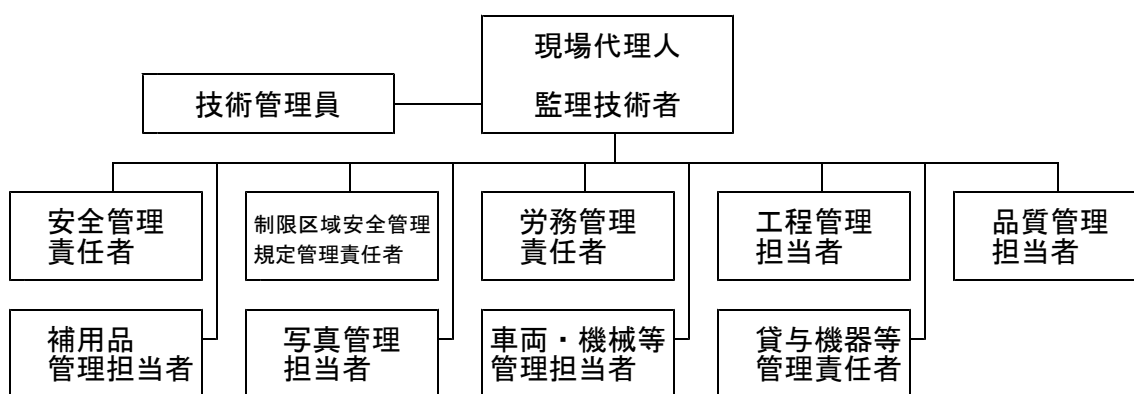 現場代理人
監理技術者
技術管理員
安全管理
責任者
制限区域安全管理
規定管理責任者
労務管理
責任者
工程管理
担当者
品質管理
担当者
補用品
管理担当者
写真管理
担当者
車両・機械等
管理担当者
貸与機器等
管理責任者